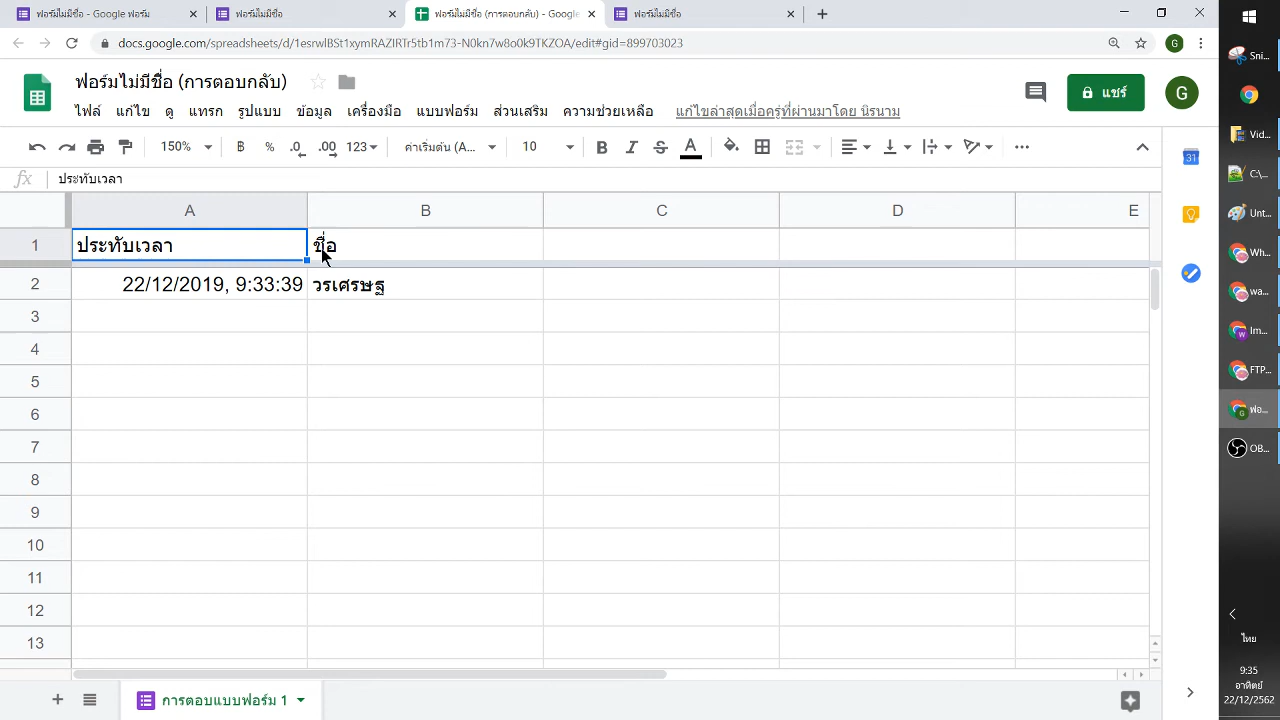 ฟอร์มไม่มีชื่อ - Google ฟอร์ม
ฟอร์มไม่มีชื่อ
ฟอร์มไม่มีชื่อ (การตอบกลับ) - Google
ฟอร์มไม่มีชื่อ
docs.google.com/spreadsheets/d/1esrwlBSt1xymRAZIRTr5tb1m73-N0kn7w8o0k9TKZOA/edit#gid=899703023
G
ฟอร์มไม่มีชื่อ (การตอบกลับ)
แชร์
G
ไฟล์ แก้ไข ดู แทรก รูปแบบ ข้อมูล เครื่องมือ แบบฟอร์ม ส่วนเสริม ความช่วยเหลือ แก้ไขล่าสุดเมื่อครู่ที่ผ่านมาโดย นิรนาม
150% ฿ % .0 .00 123 ค่าเริ่มต้น (A... 10 B I S A
fx ประทับเวลา
A B C D E
1 ประทับเวลา ชื่อ
2 22/12/2019, 9:33:39 วรเศรษฐ
3
4
5
6
7
8
9
10
11
12
13
การตอบแบบฟอร์ม 1
31
Sni...
Vid...
C:\...
Unt...
Wh...
wa...
Im...
FTP...
ฟอ...
OB...
ไทย
9:35
อาทิตย์
22/12/2562